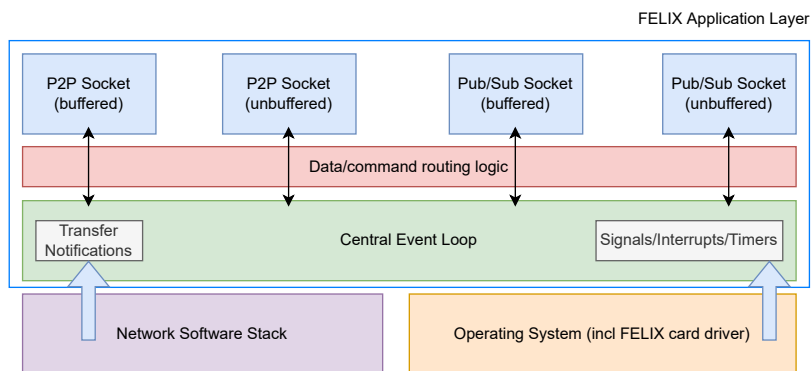 FELIX Application Layer
P2P Socket
(buffered)
P2P Socket
(unbuffered)
Pub/Sub Socket
(buffered)
Pub/Sub Socket
(unbuffered)
Data/command routing logic
Transfer
Notifications
Central Event Loop
Signals/Interrupts/Timers
Network Software Stack
Operating System (incl FELIX card driver)